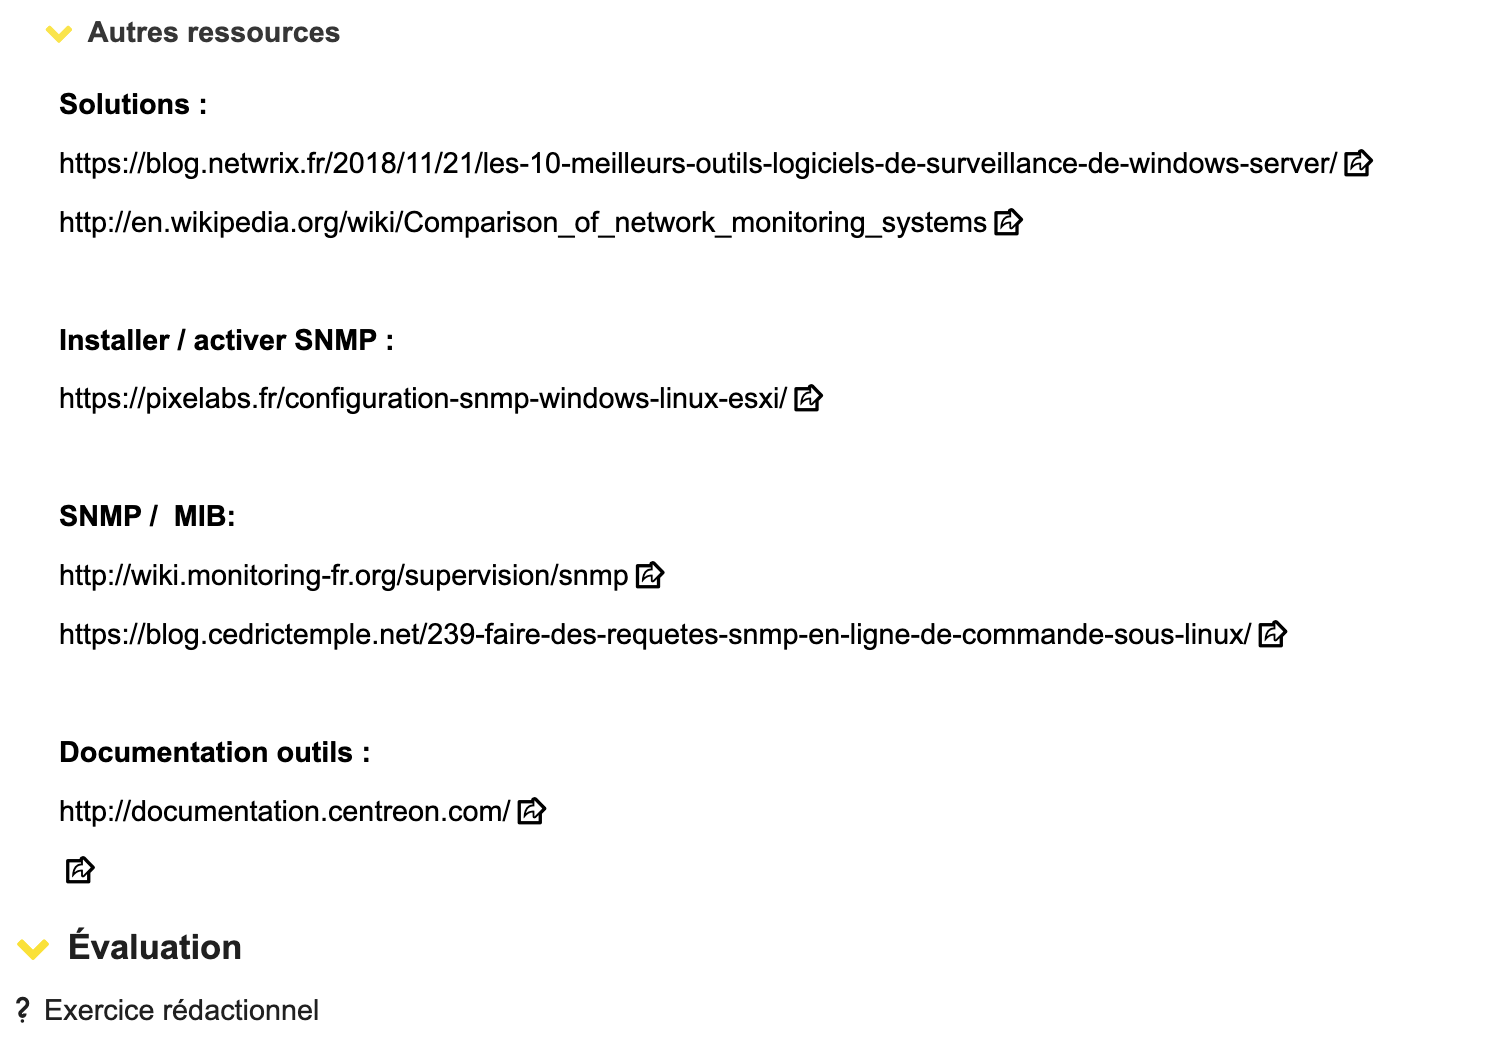 Autres ressources
Solutions :
https://blog.netwrix.fr/2018/11/21/les-10-meilleurs-outils-logiciels-de-surveillance-de-windows-server/
http://en.wikipedia.org/wiki/Comparison_of_network_monitoring_systems
Installer / activer SNMP :
https://pixelabs.fr/configuration-snmp-windows-linux-esxi/
SNMP /  MIB:
http://wiki.monitoring-fr.org/supervision/snmp
https://blog.cedrictemple.net/239-faire-des-requetes-snmp-en-ligne-de-commande-sous-linux/
Documentation outils :
http://documentation.centreon.com/
Évaluation
? Exercice rédactionnel